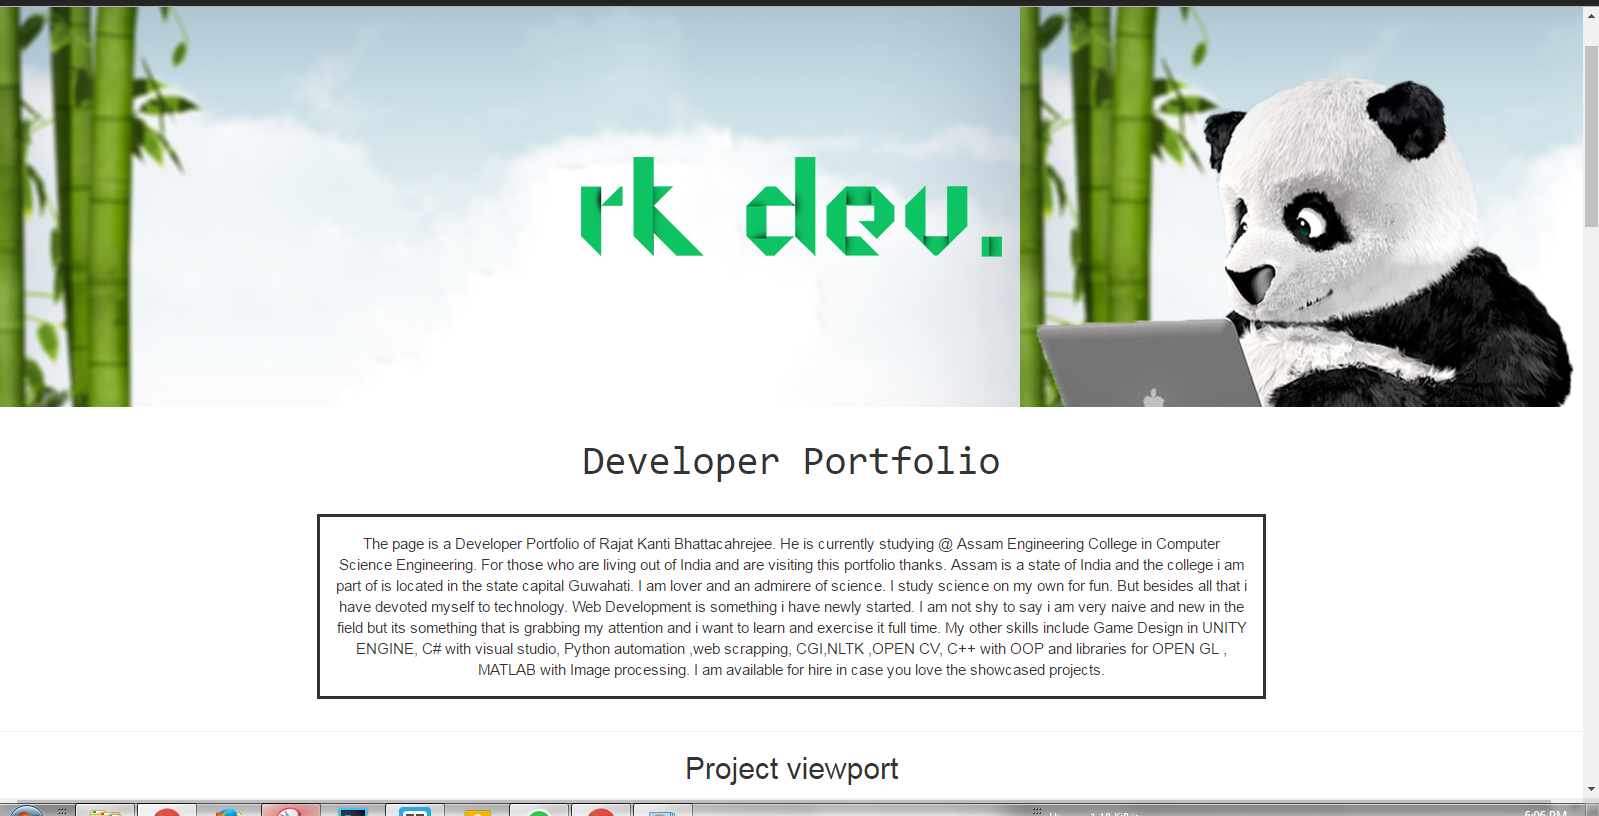 rk dev.
Developer Portfolio
The page is a Developer Portfolio of Rajat Kanti Bhattacahrejee. He is currently studying @ Assam Engineering College in Computer
Science Engineering. For those who are living out of India and are visiting this portfolio thanks. Assam is a state of India and the college i am
part of is located in the state capital Guwahati. I am lover and an admirere of science. I study science on my own for fun. But besides all that i
have devoted myself to technology. Web Development is something i have newly started. I am not shy to say i am very naive and new in the
field but its something that is grabbing my attention and i want to learn and exercise it full time. My other skills include Game Design in UNITY
ENGINE, C# with visual studio, Python automation ,web scrapping, CGI,NLTK ,OPEN CV, C++ with OOP and libraries for OPEN GL ,
MATLAB with Image processing. I am available for hire in case you love the showcased projects.
Project viewport
6:06 PM